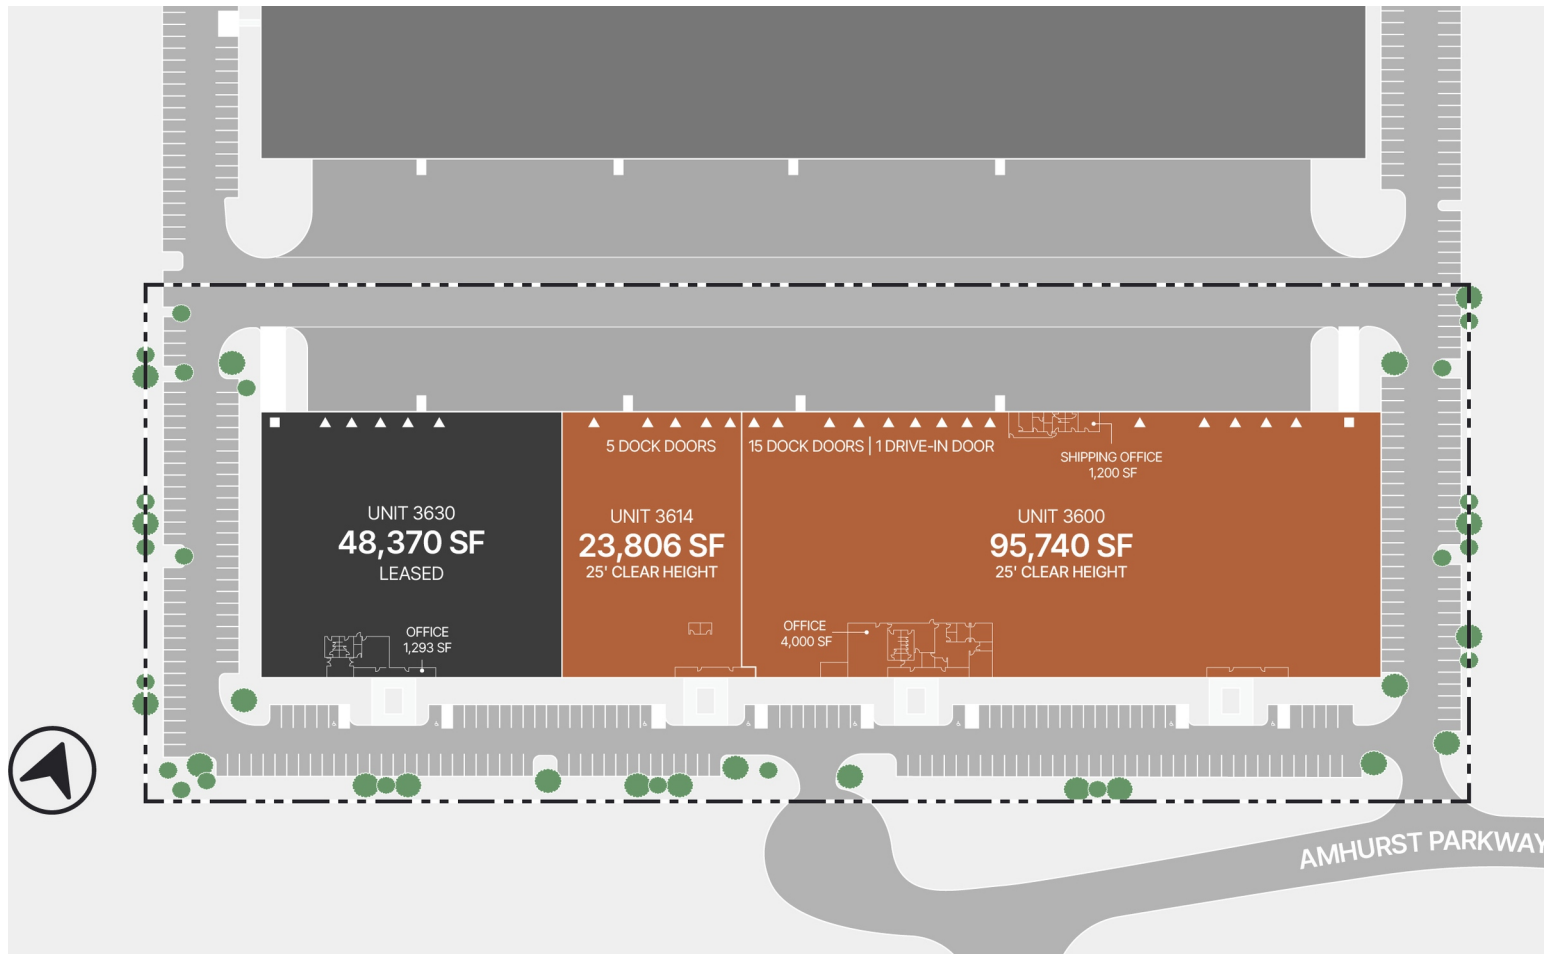 5 DOCK DOORS
15 DOCK DOORS | 1 DRIVE-IN DOOR
SHIPPING OFFICE
1,200 SF
UNIT 3630
48,370 SF
LEASED
UNIT 3614
23,806 SF
25' CLEAR HEIGHT
UNIT 3600
95,740 SF
25' CLEAR HEIGHT
OFFICE
1,293 SF
OFFICE
4,000 SF
AMHURST PARKWAY